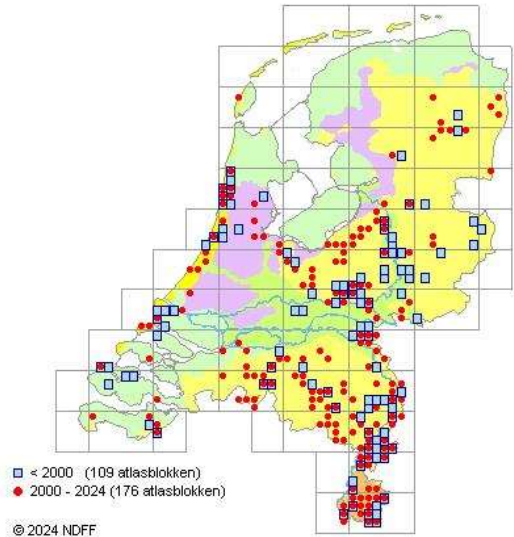 < 2000 (109 atlasblokken)
2000 - 2024 (176 atlasblokken)
© 2024 NDFF